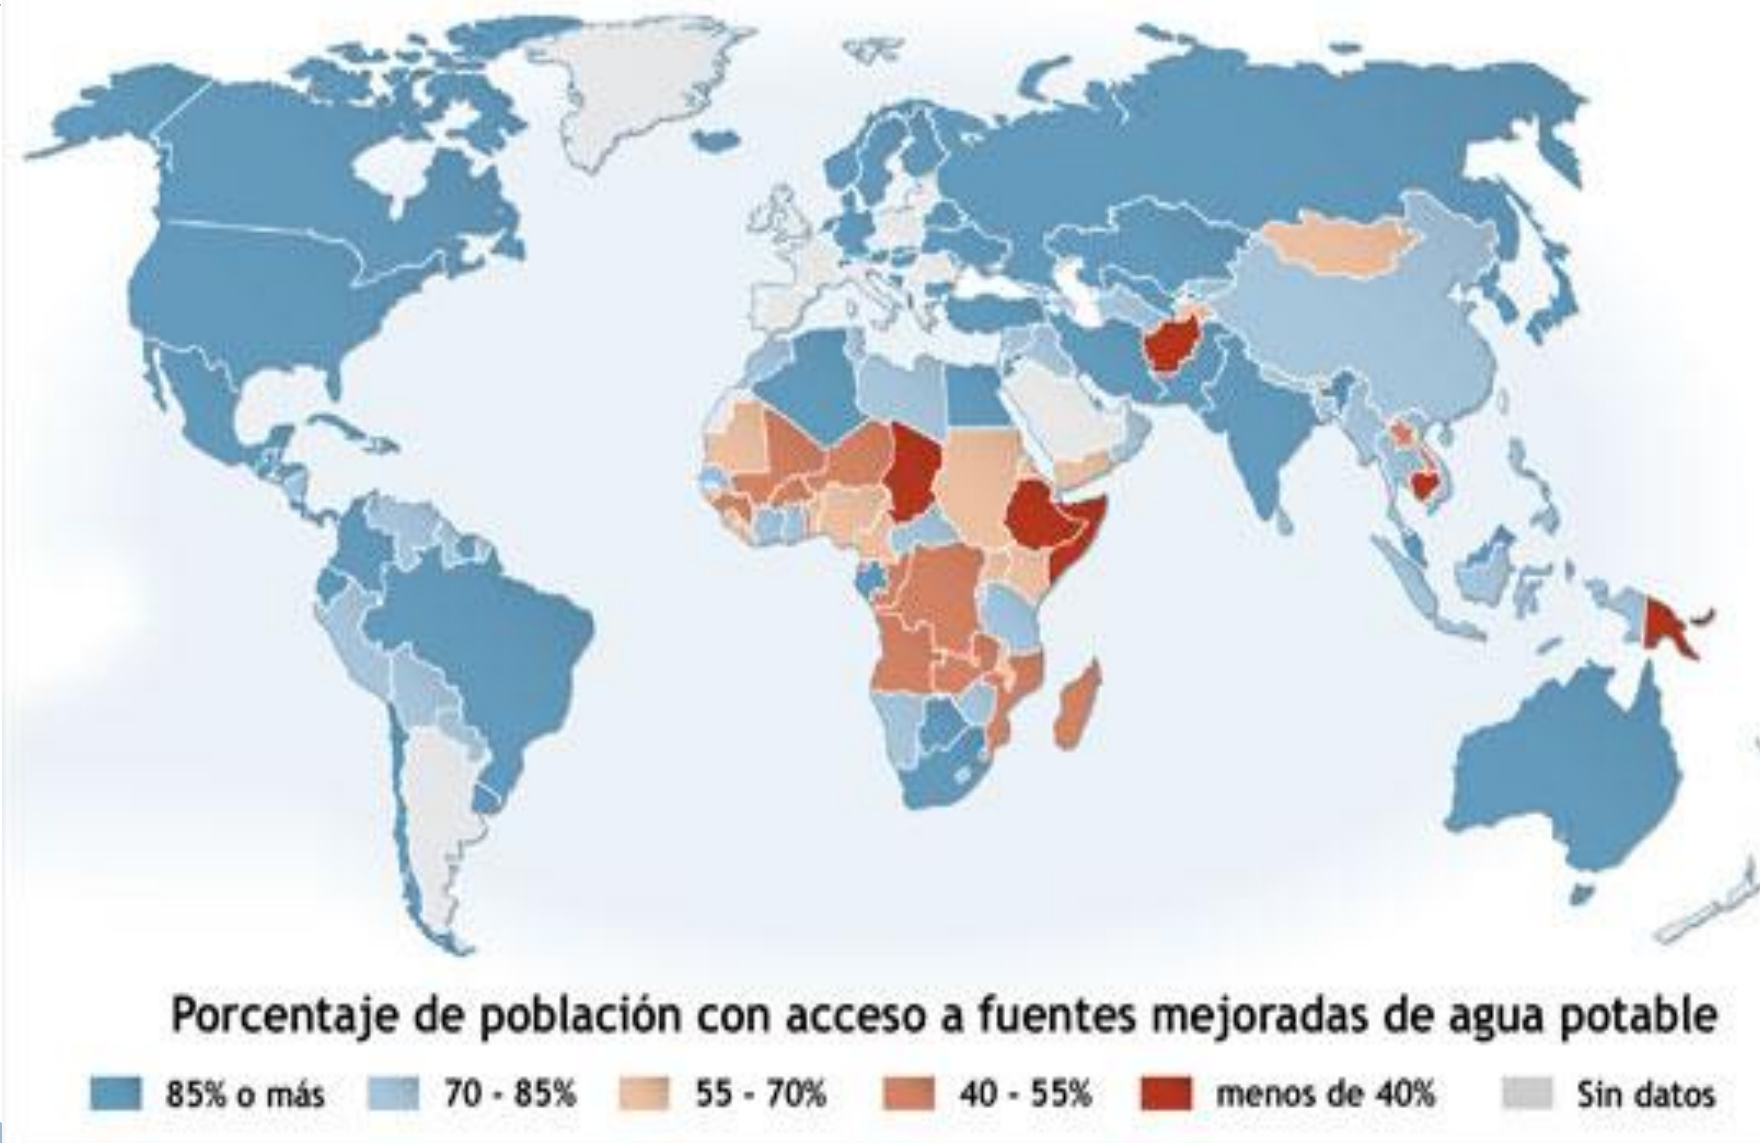 Porcentaje de población con acceso a fuentes mejoradas de agua potable
85% o más 70 - 85% 55 - 70% 40 - 55% menos de 40% Sin datos